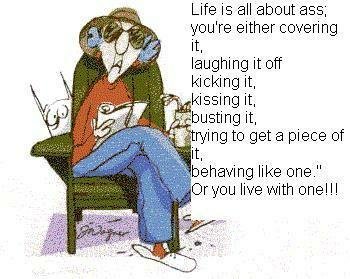 Life is all about ass;
you're either covering
it,
laughing it off
kicking it,
kissing it,
busting it,
trying to get a piece of
it,
behaving like one."
Or you live with one!!!
JWagner